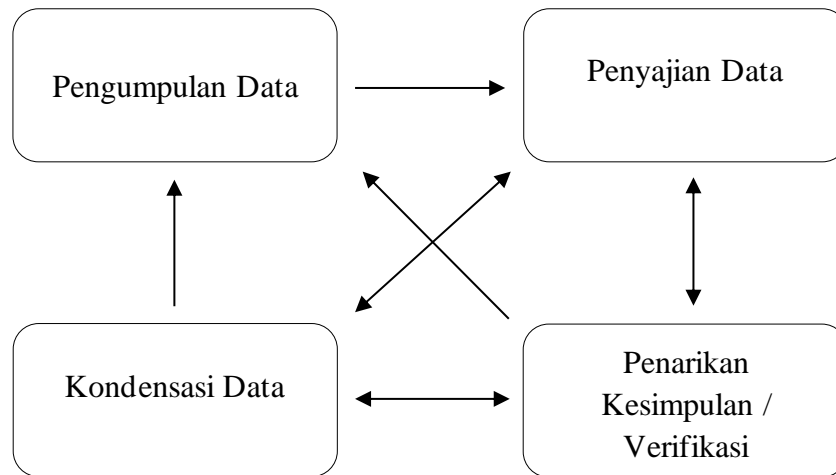 Pengumpulan Data
Penyajian Data
Kondensasi Data
Penarikan
Kesimpulan /
Verifikasi